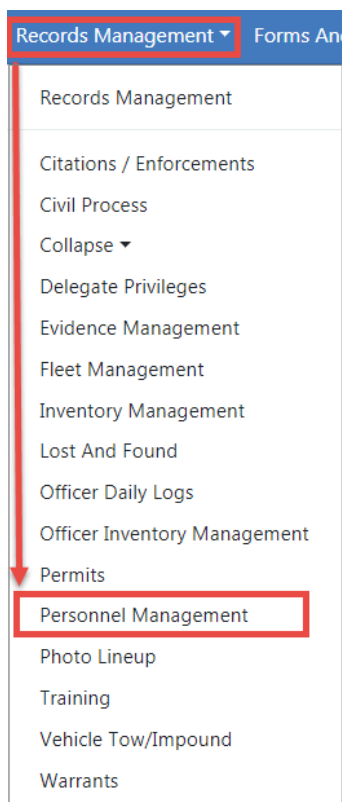 Records Management Forms An
Records Management
Citations / Enforcements
Civil Process
Collapse
Delegate Privileges
Evidence Management
Fleet Management
Inventory Management
Lost And Found
Officer Daily Logs
Officer Inventory Management
Permits
Personnel Management
Photo Lineup
Training
Vehicle Tow/Impound
Warrants